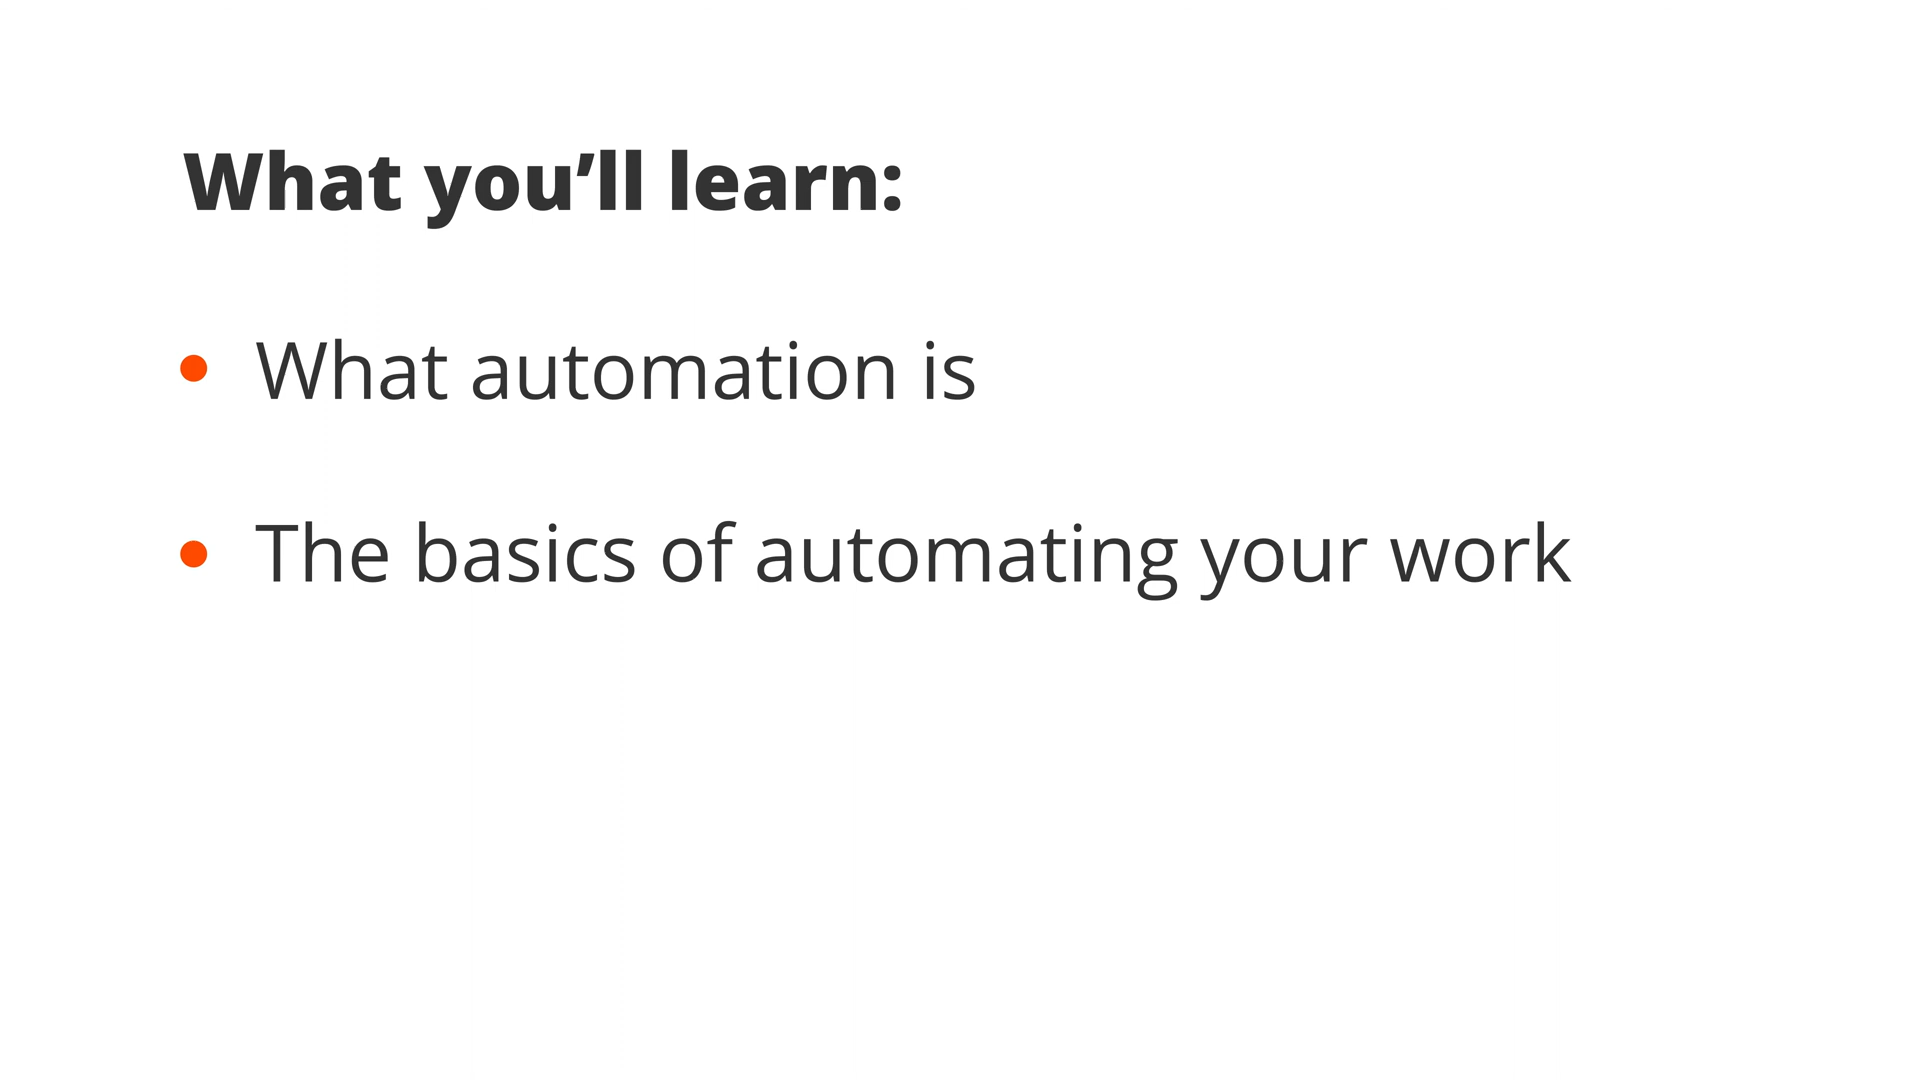 What you’ll learn:
• What automation is
• The basics of automating your work